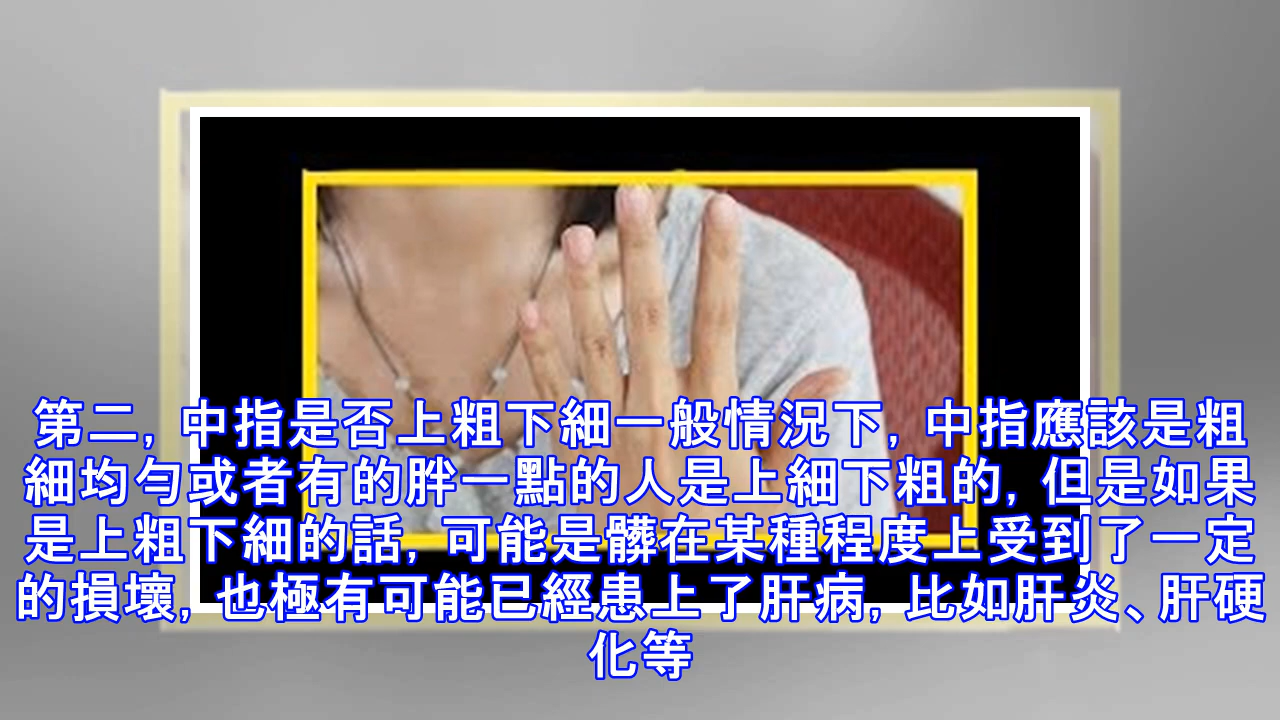 第二, 中指是否上粗下細一般情況下, 中指應該是粗
細均勻或者有的胖一點的人是上細下粗的, 但是如果
是上粗下細的話, 可能是髒在某種程度上受到了一定
的損壞, 也極有可能已經患上了肝病, 比如肝炎、肝硬
化等